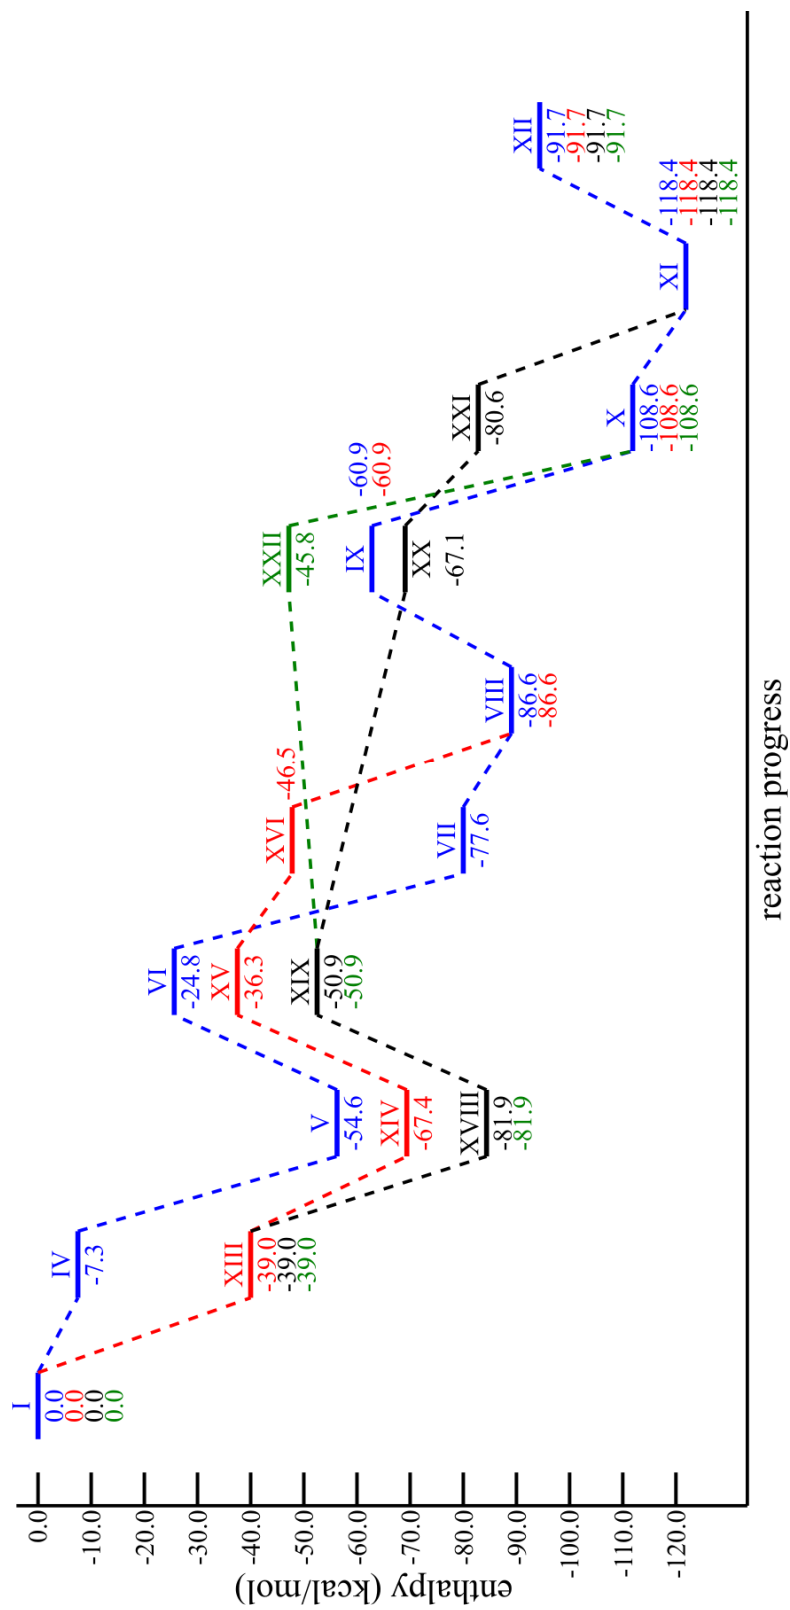 enthalpy (kcal/mol)
0.0
-10.0
-20.0
-30.0
-40.0
-50.0
-60.0
-70.0
-80.0
-90.0
-100.0
-110.0
-120.0
I
0.0
0.0
0.0
0.0
IV
-7.3
XIII
-39.0
-39.0
-39.0
V
-54.6
XIV
-67.4
XVIII
-81.9
-81.9
VI
-24.8
XV
-36.3
XIX
-50.9
-50.9
XVI
-46.5
VII
-77.6
VIII
-86.6
-86.6
XXII
-45.8
IX
-60.9
-60.9
XX
-67.1
XXI
-80.6
X
-108.6
-108.6
-108.6
XI
-118.4
-118.4
-118.4
-118.4
XII
-91.7
-91.7
-91.7
-91.7
reaction progress